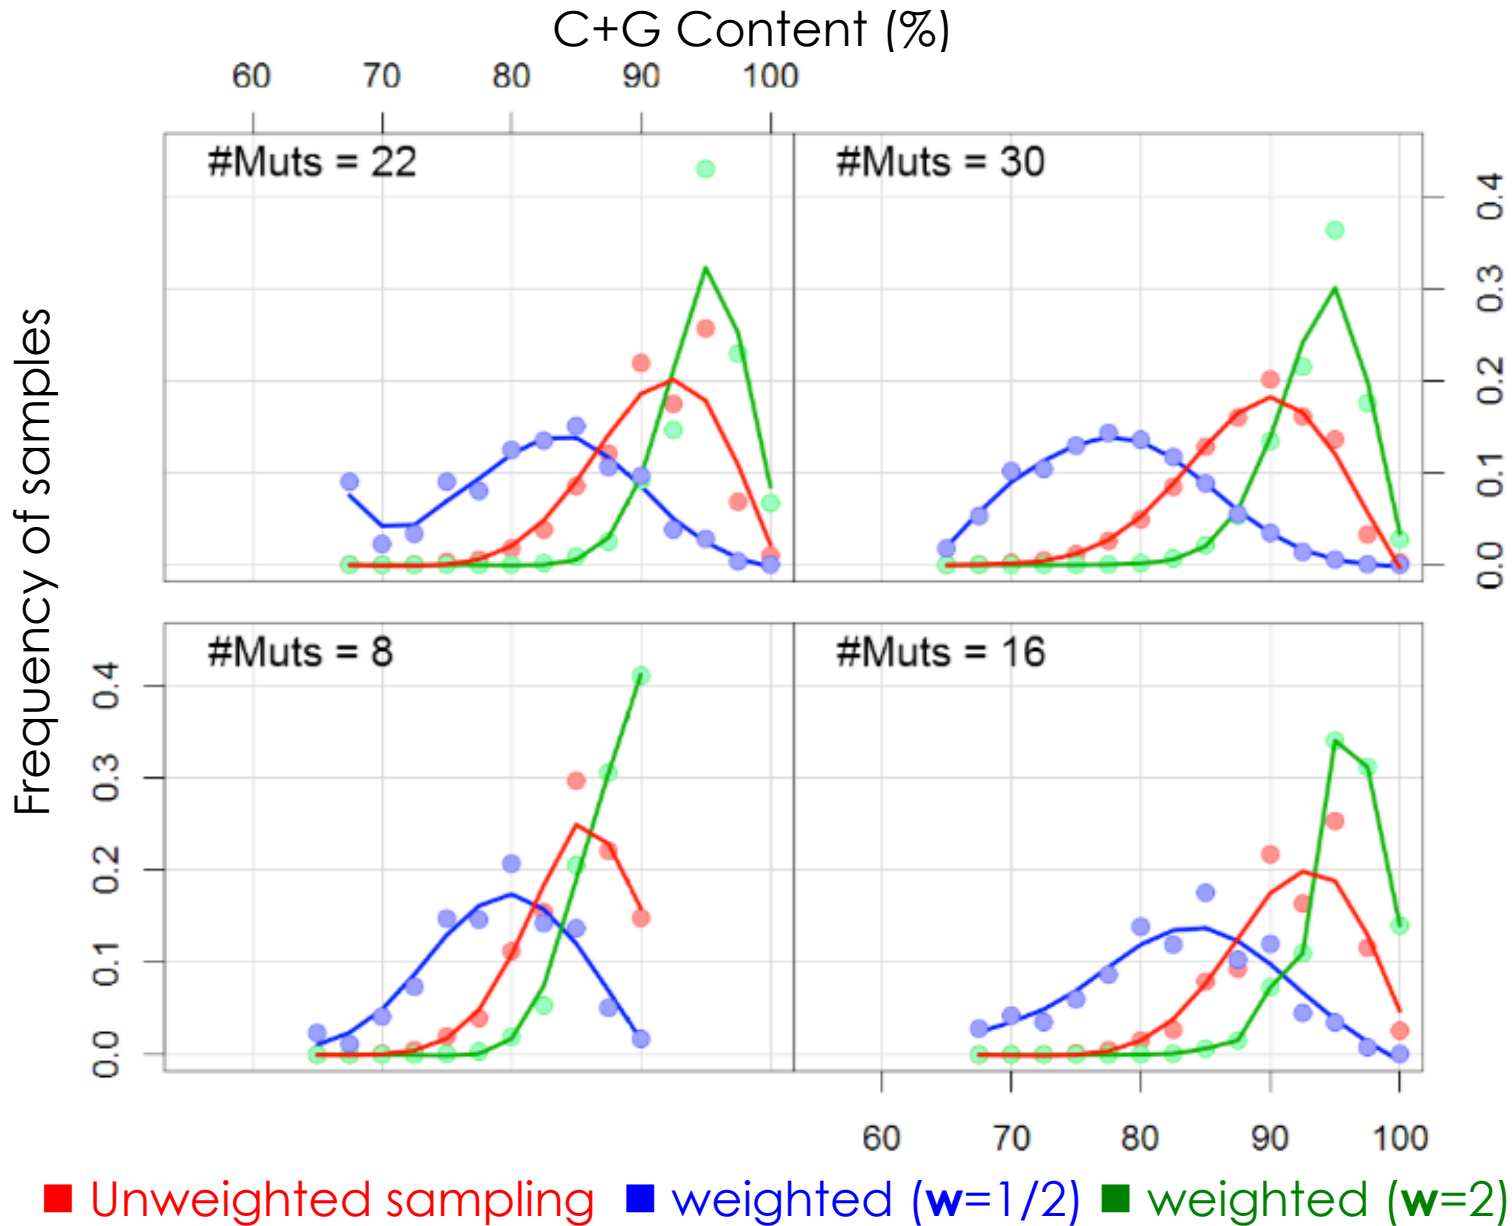 C+G Content (%)
60 70 80 90 100
#Muts = 22
#Muts = 30
0.4
0.3
0.2
0.1
0.0
Frequency of samples
#Muts = 8
#Muts = 16
0.4
0.3
0.2
0.1
0.0
60 70 80 90 100
Unweighted sampling weighted (w=1/2) weighted (w=2)